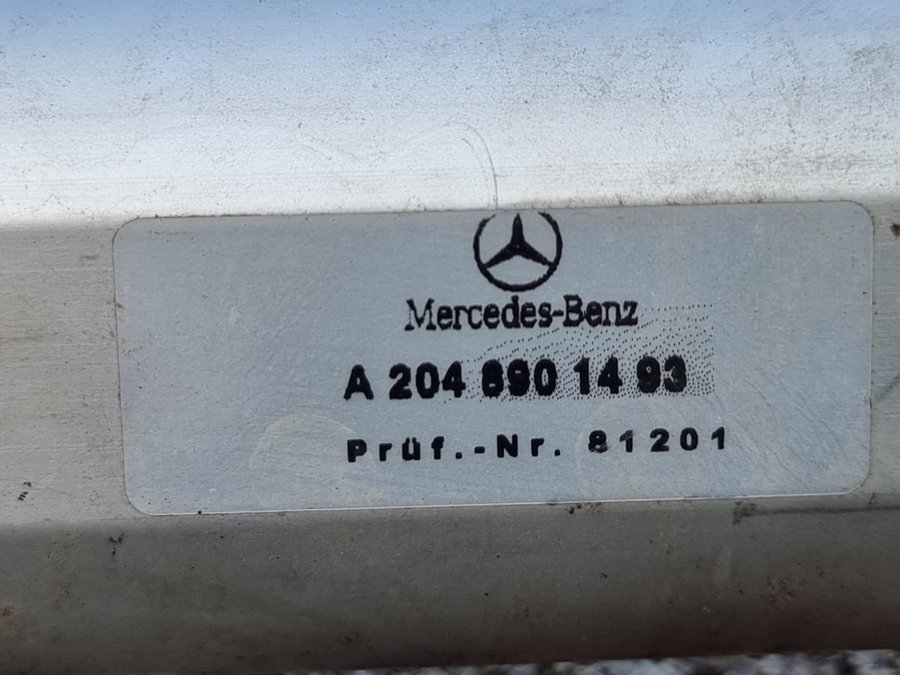 Mercedes-Benz
A 204 890 14 93
Prüf.-Nr. 81201